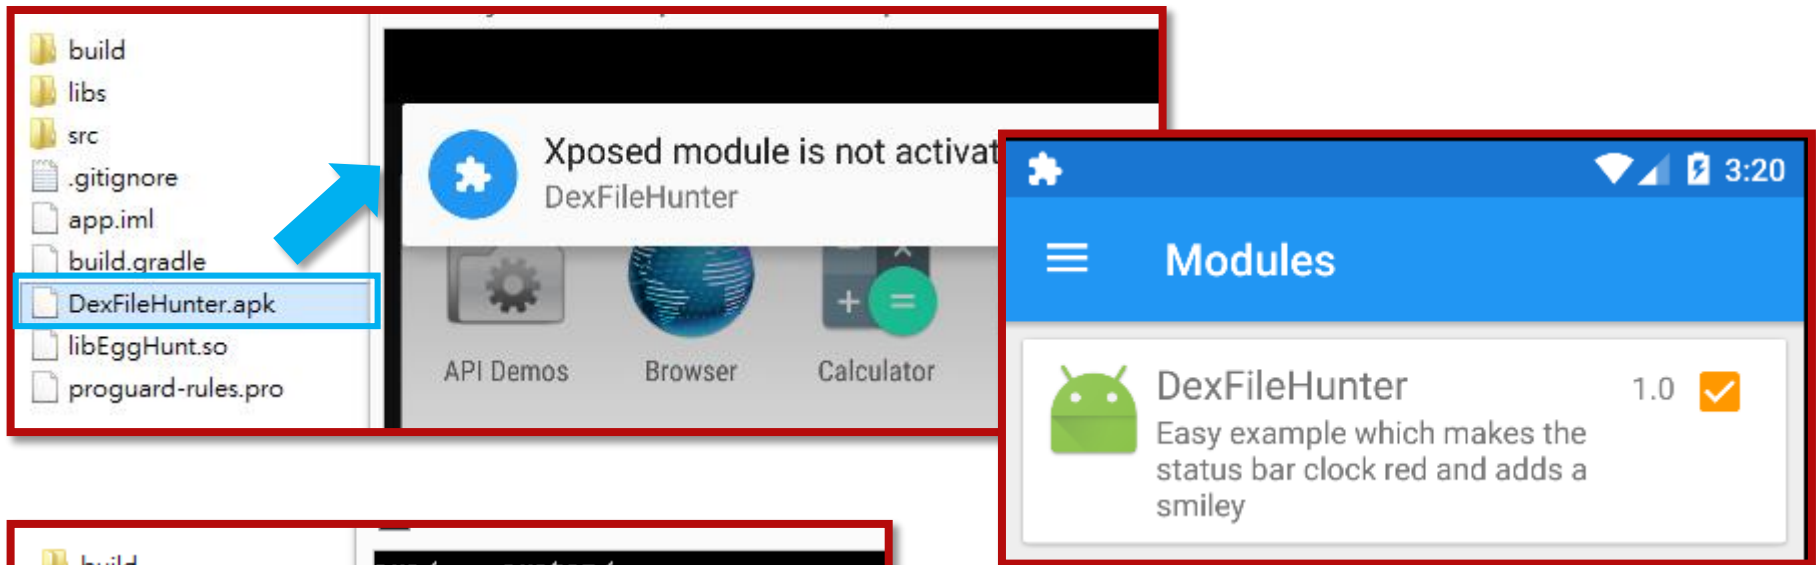 build
libs
src
.gitignore
app.iml
build.gradle
DexFileHunter.apk
libEggHunt.so
proguard-rules.pro
Xposed module is not activat
DexFileHunter
API Demos
Browser
Calculator
3:20
Modules
DexFileHunter
1.0
Easy example which makes the
status bar clock red and adds a
smiley
build